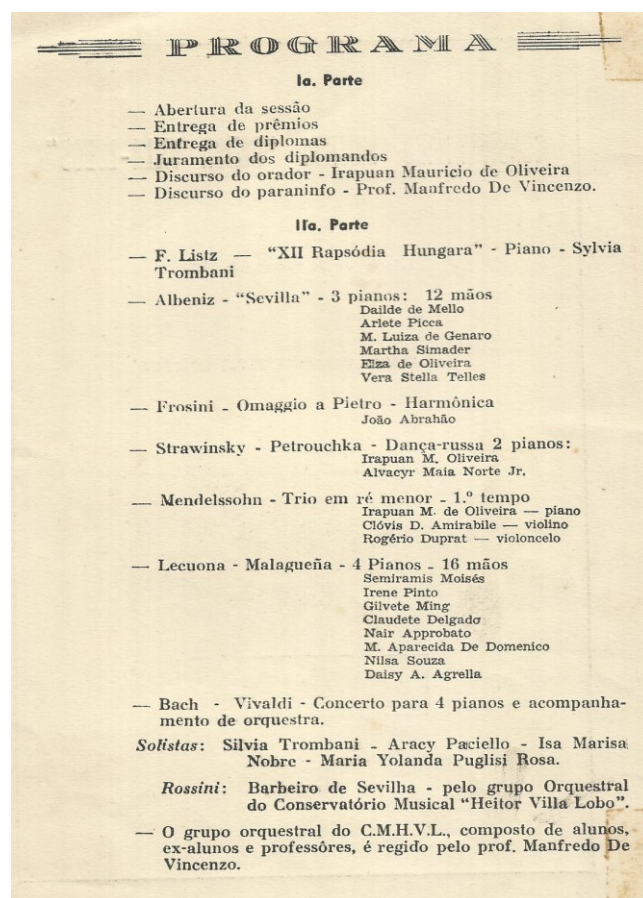 PROGRAMA
Ia. Parte
— Abertura da sessão
— Entrega de prêmios
— Entrega de diplomas
— Juramento dos diplomandos
— Discurso do orador - Irapuan Mauricio de Oliveira
— Discurso do paraninfo - Prof. Manfredo De Vincenzo.
IIa. Parte
— F. Listz — “XII Rapsódia Hungara” - Piano - Sylvia
Trombani
— Albeniz - “Sevilla” - 3 pianos: 12 mãos
Dailde de Mello
Arlete Picca
M. Luiza de Genaro
Martha Simader
Elza de Oliveira
Vera Stella Telles
— Frosini - Omaggio a Pietro - Harmônica
João Abrahão
— Strawinsky - Petrouchka - Dança-russa 2 pianos:
Irapuan M. Oliveira
Alvacyr Maia Norte Jr.
— Mendelssohn - Trio em ré menor - 1.º tempo
Irapuan M. de Oliveira — piano
Clóvis D. Amirabile — violino
Rogério Duprat — violoncelo
— Lecuona - Malagueña - 4 Pianos - 16 mãos
Semiramis Moisés
Irene Pinto
Gilvete Ming
Claudete Delgado
Nair Approbato
M. Aparecida De Domenico
Nilsa Souza
Daisy A. Agrella
— Bach - Vivaldi - Concerto para 4 pianos e acompanha-
mento de orquestra.
Solistas: Silvia Trombani - Aracy Paciello - Isa Marisa
Nobre - Maria Yolanda Puglisi Rosa.
Rossini: Barbeiro de Sevilha - pelo grupo Orquestral
do Conservatório Musical “Heitor Villa Lobo”.
— O grupo orquestral do C.M.H.V.L., composto de alunos,
ex-alunos e professôres, é regido pelo prof. Manfredo De
Vincenzo.